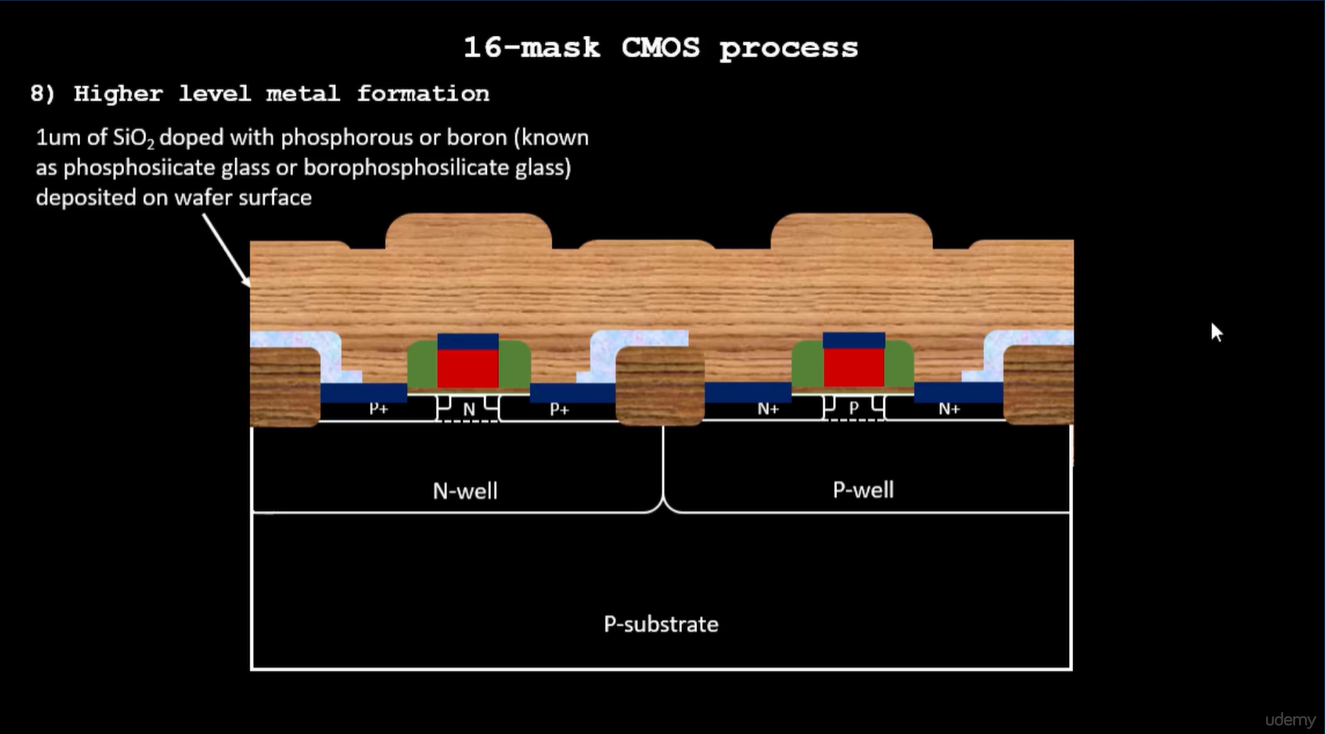 16-mask CMOS process
8) Higher level metal formation
1um of SiO₂ doped with phosphorous or boron (known
as phosphosiicate glass or borophosphosilicate glass)
deposited on wafer surface
P+ N P+ N+ P N+
N-well P-well
P-substrate
udemy